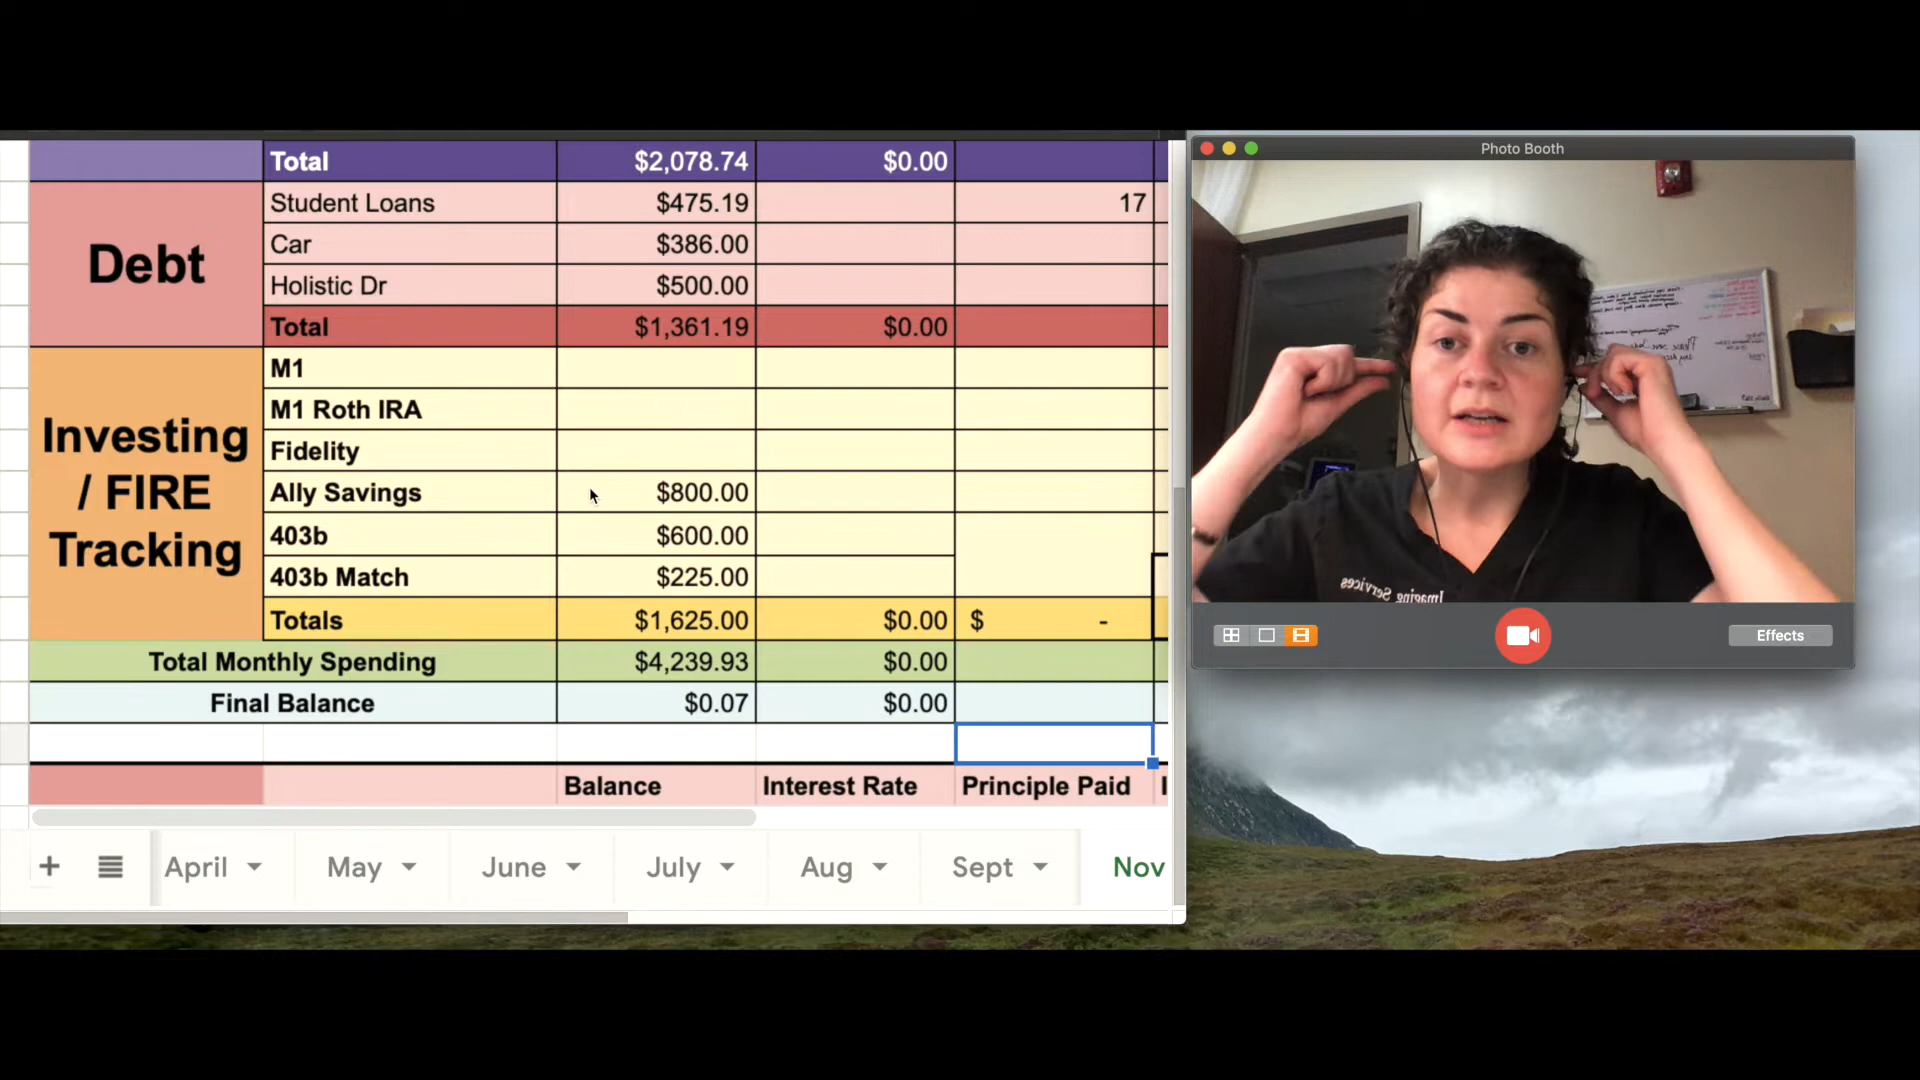 Total $2,078.74 $0.00
Debt
Student Loans $475.19 17
Car $386.00
Holistic Dr $500.00
Total $1,361.19 $0.00
Investing
/ FIRE
Tracking
M1
M1 Roth IRA
Fidelity
Ally Savings $800.00
403b $600.00
403b Match $225.00
Totals $1,625.00 $0.00 $ -
Total Monthly Spending $4,239.93 $0.00
Final Balance $0.07 $0.00
Balance Interest Rate Principle Paid
+ April May June July Aug Sept Nov
Photo Booth
Imaging Services
Effects